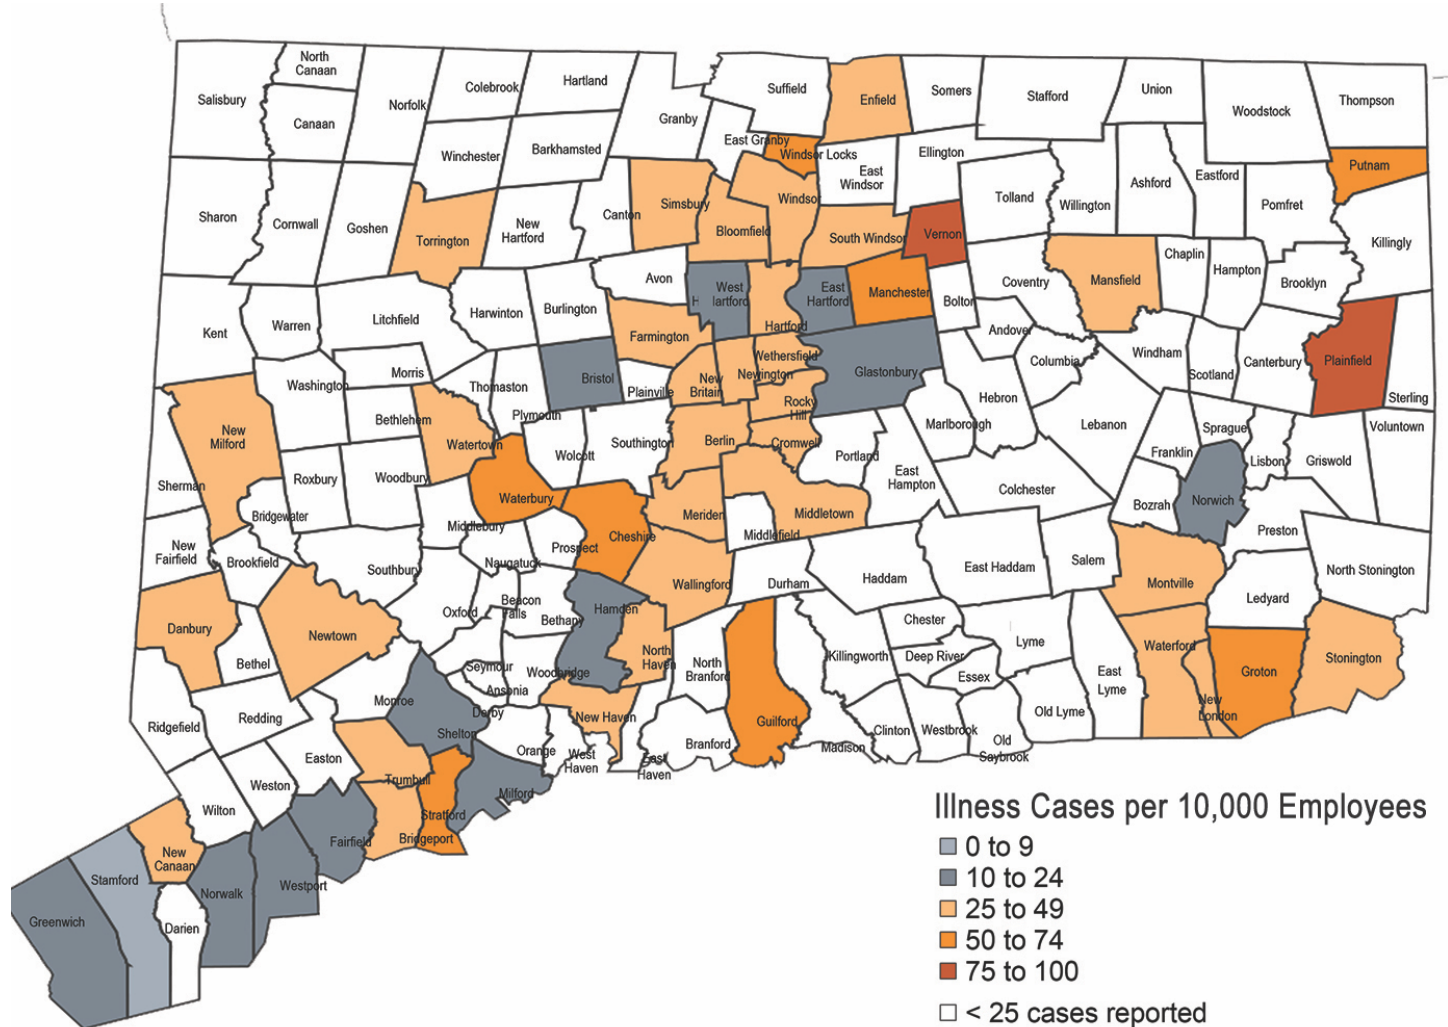 North
Canaan
Colebrook
Hartland
Salisbury
Norfolk
Canaan
Granby
Suffield
Enfield
Somers
Stafford
Union
Woodstock
Thompson
Winchester
Barkhamsted
East Granby
Windsor Locks
East
Windsor
Ellington
Tolland
Willington
Ashford
Eastford
Pomfret
Putnam
Sharon
Cornwall
Goshen
Torrington
New
Hartford
Canton
Simsbury
Bloomfield
Windsor
South Windsor
Vernon
Killingly
Kent
Warren
Litchfield
Harwinton
Burlington
Avon
West
Hartford
Hartford
East
Hartford
Manchester
Bolton
Coventry
Mansfield
Chaplin
Hampton
Brooklyn
Farmington
Andover
Columbia
Windham
Scotland
Canterbury
Plainfield
Sterling
Washington
Morris
Bethlehem
Thomaston
Plymouth
Bristol
Plainville
New
Britain
Newington
Wethersfield
Rocky
Hill
Glastonbury
Marlborough
Hebron
Lebanon
Franklin
Sprague
Lisbon
Griswold
Voluntown
New
Milford
Sherman
Roxbury
Woodbury
Watertown
Wolcott
Southington
Berlin
Cromwell
Portland
East
Hampton
Colchester
Bozrah
Norwich
Preston
Bridgewater
Waterbury
Middlebury
Cheshire
Meriden
Middletown
Middlefield
New
Fairfield
Brookfield
Southbury
Naugatuck
Prospect
Wallingford
Durham
Haddam
East Haddam
Salem
Montville
Ledyard
North Stonington
Danbury
Bethel
Newtown
Oxford
Beacon
Falls
Bethany
Hamden
North
Haven
North
Branford
Guilford
Killingworth
Chester
Deep River
Essex
Lyme
East
Lyme
Waterford
New
London
Groton
Stonington
Seymour
Ansonia
Woodbridge
Derby
Monroe
Shelton
Ridgefield
Redding
Easton
Orange
West
Haven
New Haven
East
Haven
Branford
Madison
Clinton
Westbrook
Old
Saybrook
Old Lyme
Wilton
Weston
Trumbull
Stratford
Milford
Bridgeport
Fairfield
Westport
Norwalk
New
Canaan
Darien
Stamford
Greenwich
Illness Cases per 10,000 Employees
0 to 9
10 to 24
25 to 49
50 to 74
75 to 100
< 25 cases reported